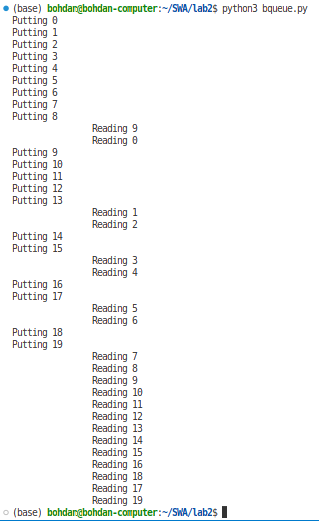 (base) bohdan@bohdan-computer:~/SWA/lab2$ python3 bqueue.py
Putting 0
Putting 1
Putting 2
Putting 3
Putting 4
Putting 5
Putting 6
Putting 7
Putting 8
Reading 9
Reading 0
Putting 9
Putting 10
Putting 11
Putting 12
Putting 13
Reading 1
Reading 2
Putting 14
Putting 15
Reading 3
Reading 4
Putting 16
Putting 17
Reading 5
Reading 6
Putting 18
Putting 19
Reading 7
Reading 8
Reading 9
Reading 10
Reading 11
Reading 12
Reading 13
Reading 14
Reading 15
Reading 16
Reading 18
Reading 17
Reading 19
(base) bohdan@bohdan-computer:~/SWA/lab2$